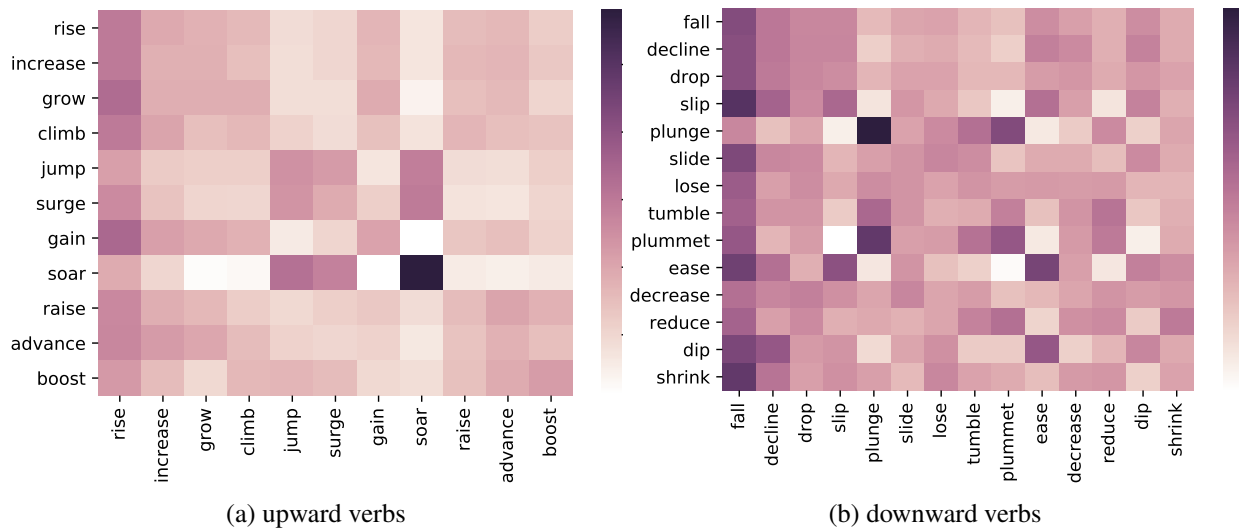 rise
increase
grow
climb
jump
surge
gain
soar
raise
advance
boost
rise
increase
grow
climb
jump
surge
gain
soar
raise
advance
boost
(a) upward verbs
fall
decline
drop
slip
plunge
slide
lose
tumble
plummet
ease
decrease
reduce
dip
shrink
fall
decline
drop
slip
plunge
slide
lose
tumble
plummet
ease
decrease
reduce
dip
shrink
(b) downward verbs